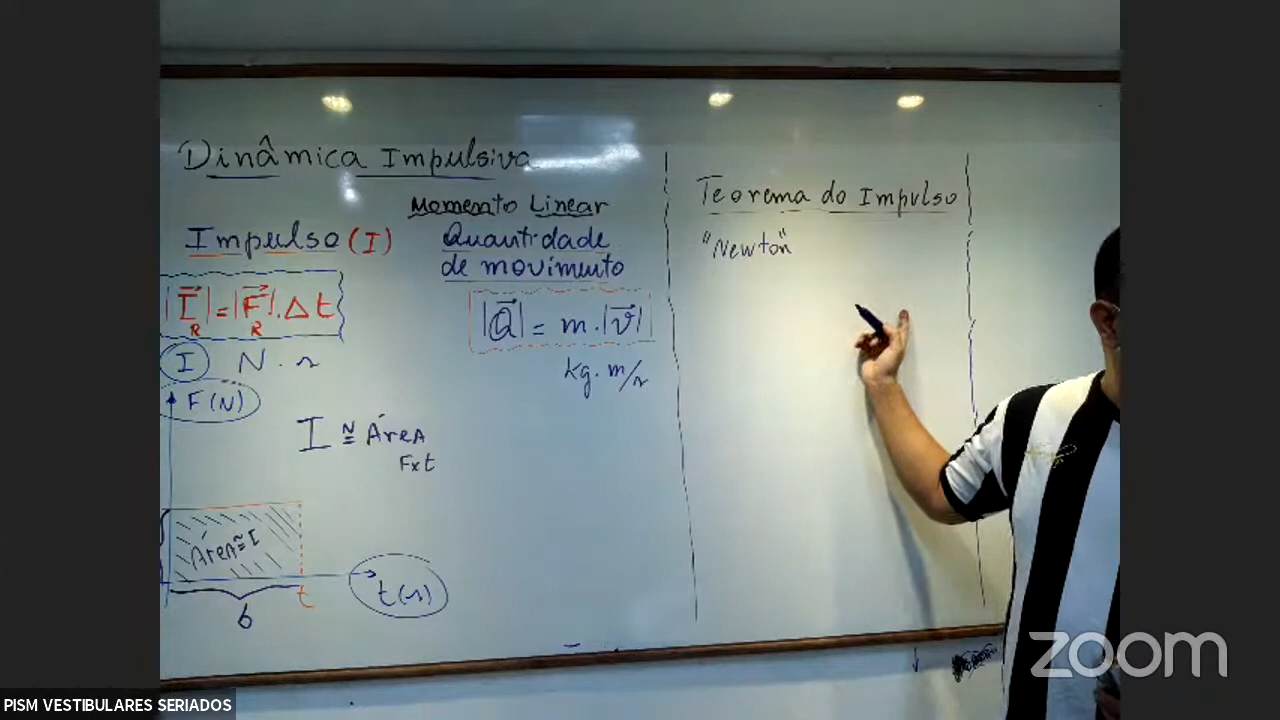 Dinâmica Impulsiva
Momento Linear
Impulso (I)
Quantidade
de movimento
|I⃗| = |F⃗|. Δt
R R
|Q⃗| = m.|v⃗|
I N.s
kg.m/s
F(N)
I ≅ Área
Fxt
Área≅I
t
t(s)
6
Teorema do Impulso
"Newton"
zoom
PISM VESTIBULARES SERIADOS